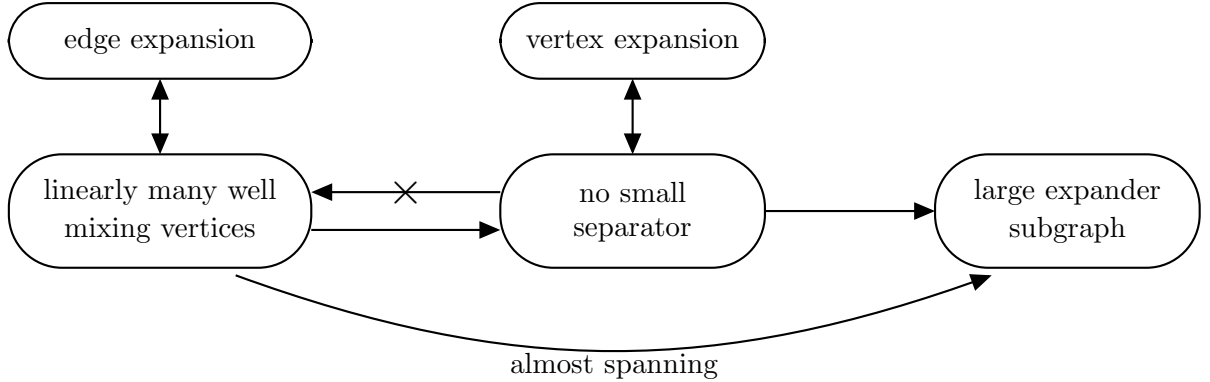 edge expansion
vertex expansion
linearly many well
mixing vertices
no small
separator
large expander
subgraph
almost spanning